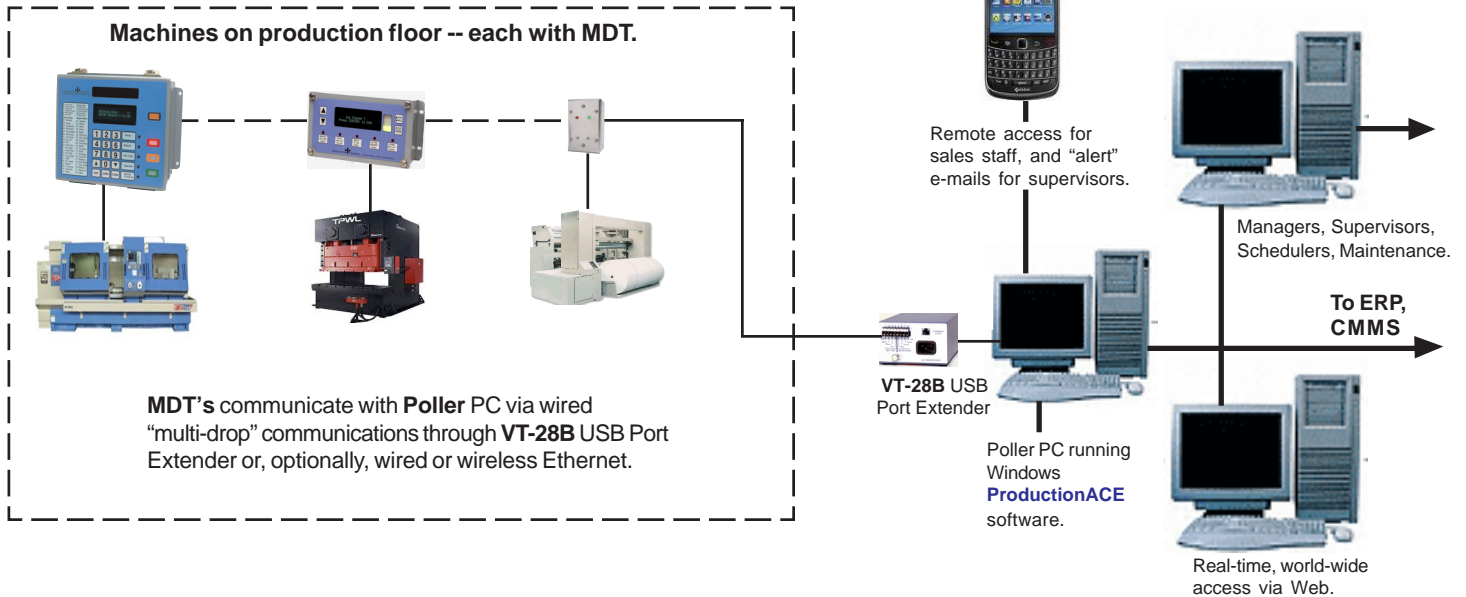 Machines on production floor -- each with MDT.
TPWL
MDT's communicate with Poller PC via wired
“multi-drop” communications through VT-28B USB Port
Extender or, optionally, wired or wireless Ethernet.
Remote access for
sales staff, and “alert”
e-mails for supervisors.
Managers, Supervisors,
Schedulers, Maintenance.
To ERP,
CMMS
VT-28B USB
Port Extender
Poller PC running
Windows
ProductionACE
software.
Real-time, world-wide
access via Web.